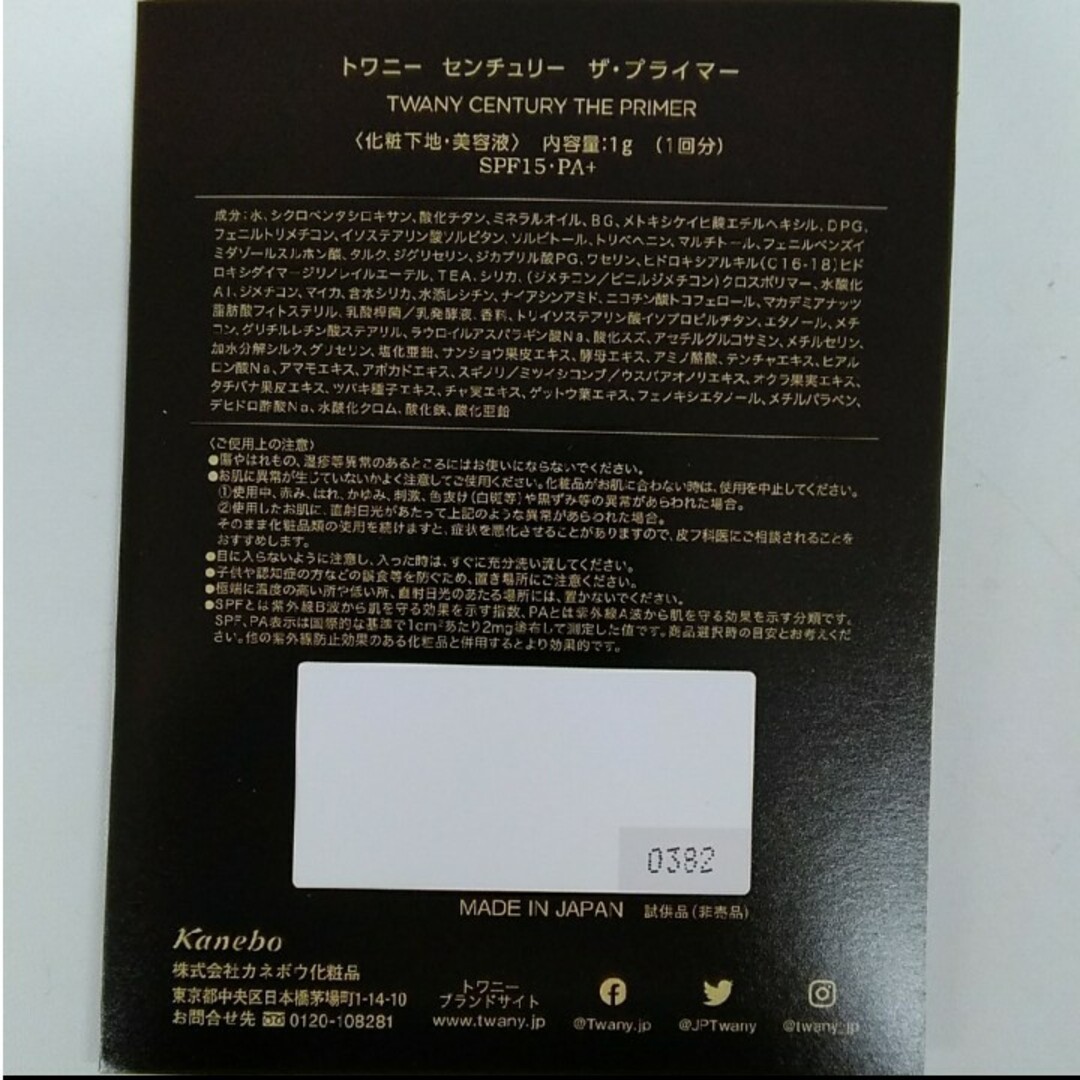 トワニー センチュリー ザ・プライマー
TWANY CENTURY THE PRIMER
〈化粧下地・美容液〉 内容量:1g (1回分)
SPF15・PA+
成分:水、シクロペンタシロキサン、酸化チタン、ミネラルオイル、BG、メトキシケイヒ酸エチルヘキシル、DPG、
フェニルトリメチコン、イソステアリン酸ソルビタン、ソルビトール、トリベヘニン、マルチトール、フェニルベンズイ
ミダゾールスルホン酸、タルク、ジグリセリン、ジカプリル酸PG、ワセリン、ヒドロキシアルキル(C16-18)ヒド
ロキシダイマージリノレイルエーテル、TEA、シリカ、(ジメチコン/ビニルジメチコン)クロスポリマー、水酸化
Al、ジメチコン、マイカ、含水シリカ、水添レシチン、ナイアシンアミド、ニコチン酸トコフェロール、マカデミアナッツ
脂肪酸フィトステリル、乳酸桿菌/乳発酵液、香料、トリイソステアリン酸イソプロピルチタン、エタノール、メチ
コン、グリチルレチン酸ステアリル、ラウロイルアスパラギン酸Na、酸化スズ、アセチルグルコサミン、メチルセリン、
加水分解シルク、グリセリン、塩化亜鉛、サンショウ果皮エキス、酵母エキス、アミノ酪酸、テンチャエキス、ヒアル
ロン酸Na、アマモエキス、アボカドエキス、スギノリ/ミツイシコンブ/ウスバアオノリエキス、オクラ果実エキス、
タチバナ果皮エキス、ツバキ種子エキス、チャ実エキス、ゲットウ葉エキス、フェノキシエタノール、メチルパラベン、
デヒドロ酢酸Na、水酸化クロム、酸化鉄、酸化亜鉛
〈ご使用上の注意〉
●傷やはれもの、湿疹等異常のあるところにはお使いにならないでください。
●お肌に異常が生じていないかよく注意してご使用ください。化粧品がお肌に合わない時は、使用を中止してください。
①使用中、赤み、はれ、かゆみ、刺激、色抜け(白斑等)や黒ずみ等の異常があらわれた場合。
②使用したお肌に、直射日光があたって上記のような異常があらわれた場合。
そのまま化粧品類の使用を続けますと、症状を悪化させることがありますので、皮フ科医にご相談されることを
おすすめします。
●目に入らないように注意し、入った時は、すぐに充分洗い流してください。
●子供や認知症の方などの誤食等を防ぐため、置き場所にご注意ください。
●極端に温度の高い所や低い所、直射日光のあたる場所には、置かないでください。
●SPFとは紫外線B波から肌を守る効果を示す指数、PAとは紫外線A波から肌を守る効果を示す分類です。
SPF、PA表示は国際的な基準で1cm²あたり2mg塗布して測定した値です。商品選択時の目安とお考えくだ
さい。他の紫外線防止効果のある化粧品と併用するとより効果的です。
0382
MADE IN JAPAN 試供品(非売品)
Kanebo
株式会社カネボウ化粧品
東京都中央区日本橋茅場町1-14-10
お問合せ先 0120-108281
トワニー
ブランドサイト
www.twany.jp
@Twany.jp
@JPTwany
@twany_jp